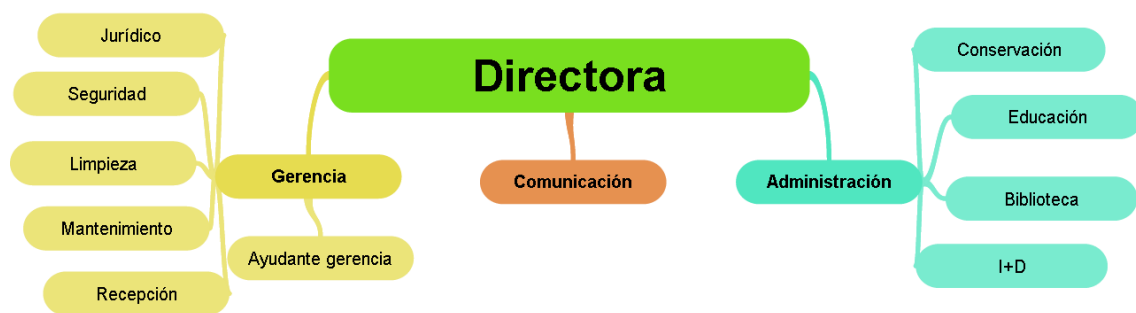 Directora
Gerencia
Jurídico
Seguridad
Limpieza
Mantenimiento
Recepción
Ayudante gerencia
Comunicación
Administración
Conservación
Educación
Biblioteca
I+D